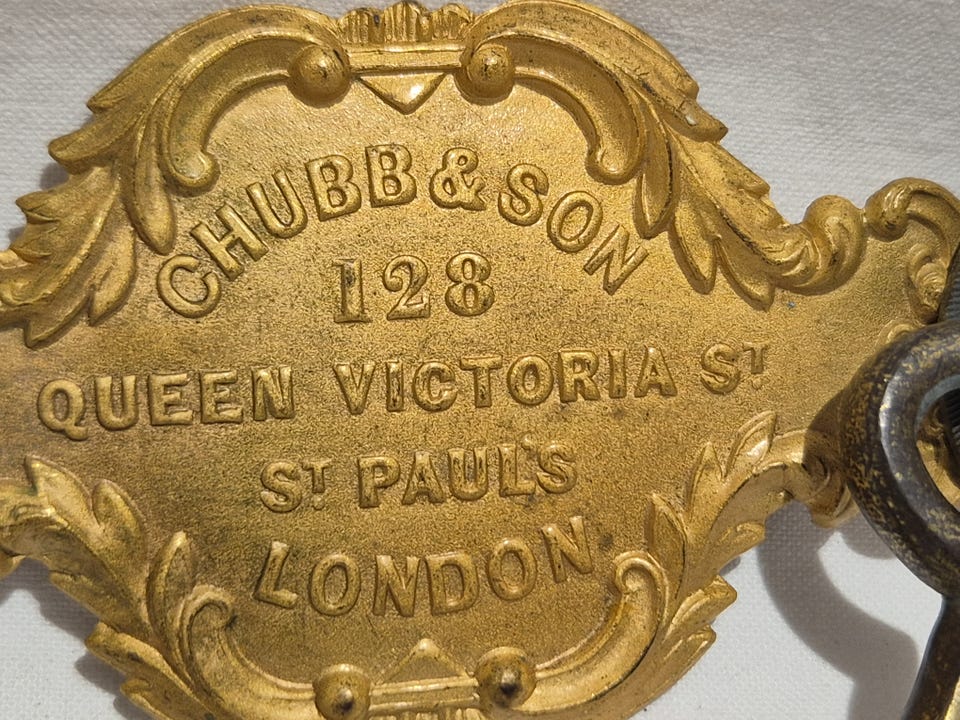 CHUBB & SON
128
QUEEN VICTORIA ST
ST PAUL'S
LONDON